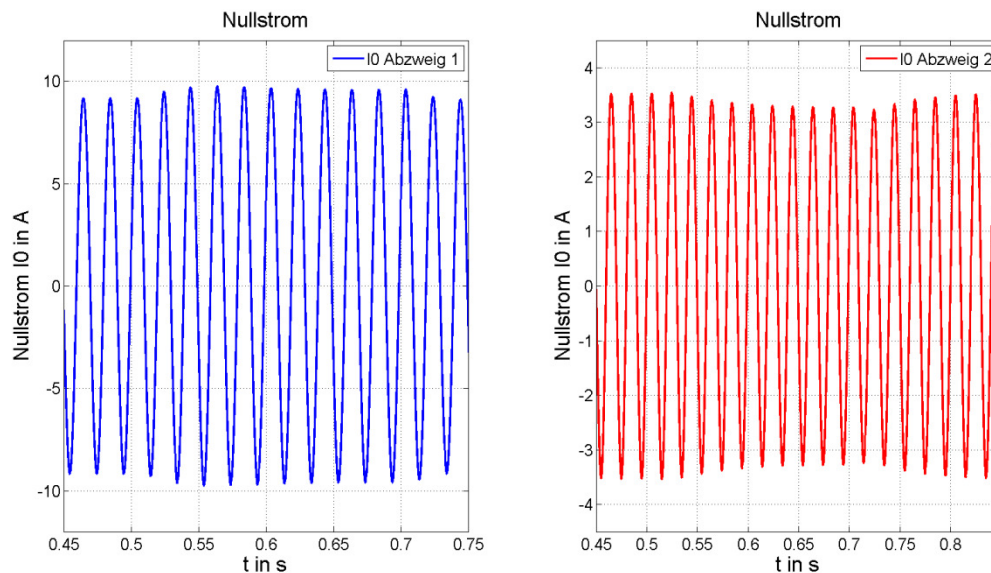 Nullstrom
I0 Abzweig 1
Nullstrom I0 in A
10
5
0
-5
-10
0.45 0.5 0.55 0.6 0.65 0.7 0.75
t in s
Nullstrom
I0 Abzweig 2
Nullstrom I0 in A
4
3
2
1
0
-1
-2
-3
-4
0.45 0.5 0.55 0.6 0.65 0.7 0.75 0.8
t in s